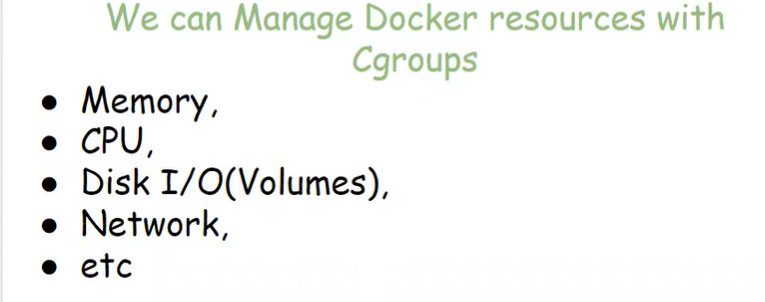 We can Manage Docker resources with
Cgroups
● Memory,
● CPU,
● Disk I/O(Volumes),
● Network,
● etc